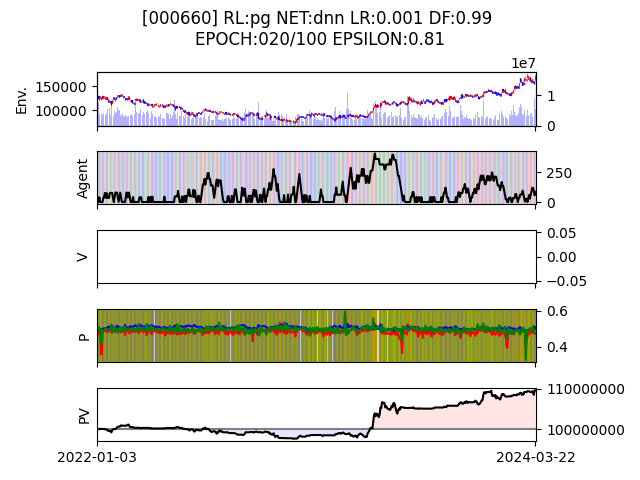 [000660] RL:pg NET:dnn LR:0.001 DF:0.99
EPOCH:020/100 EPSILON:0.81
1e7
Env.
150000
100000
1
0
Agent
250
0
V
0.05
0.00
−0.05
P
0.6
0.4
PV
110000000
100000000
2022-01-03
2024-03-22